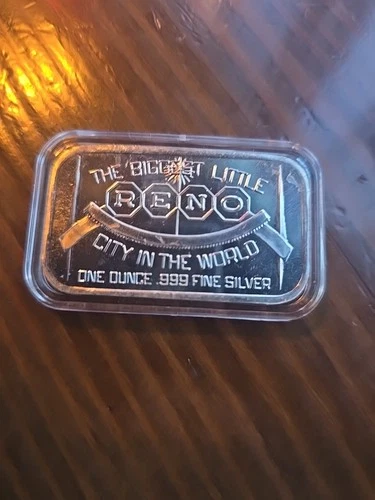 THE BIGGEST LITTLE
RENO
CITY IN THE WORLD
ONE OUNCE .999 FINE SILVER